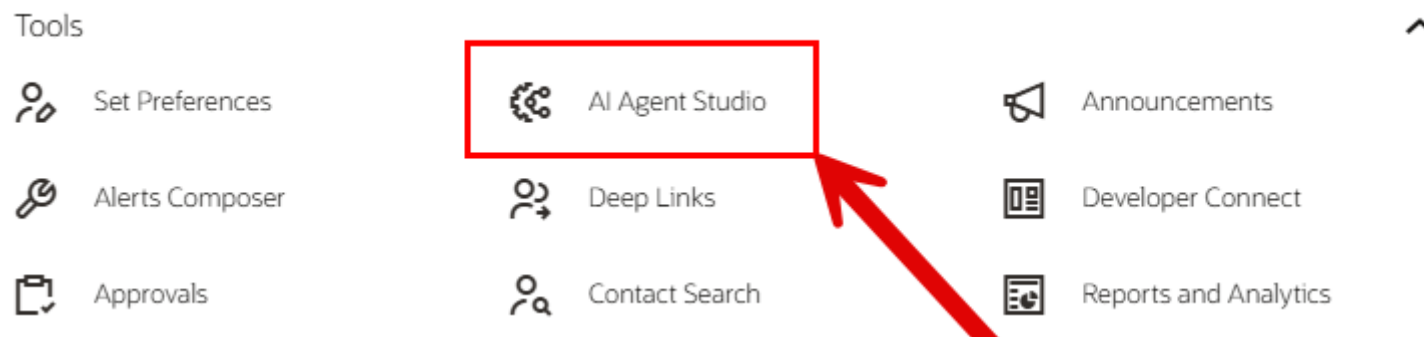 Tools
Set Preferences
AI Agent Studio
Announcements
Alerts Composer
Deep Links
Developer Connect
Approvals
Contact Search
Reports and Analytics